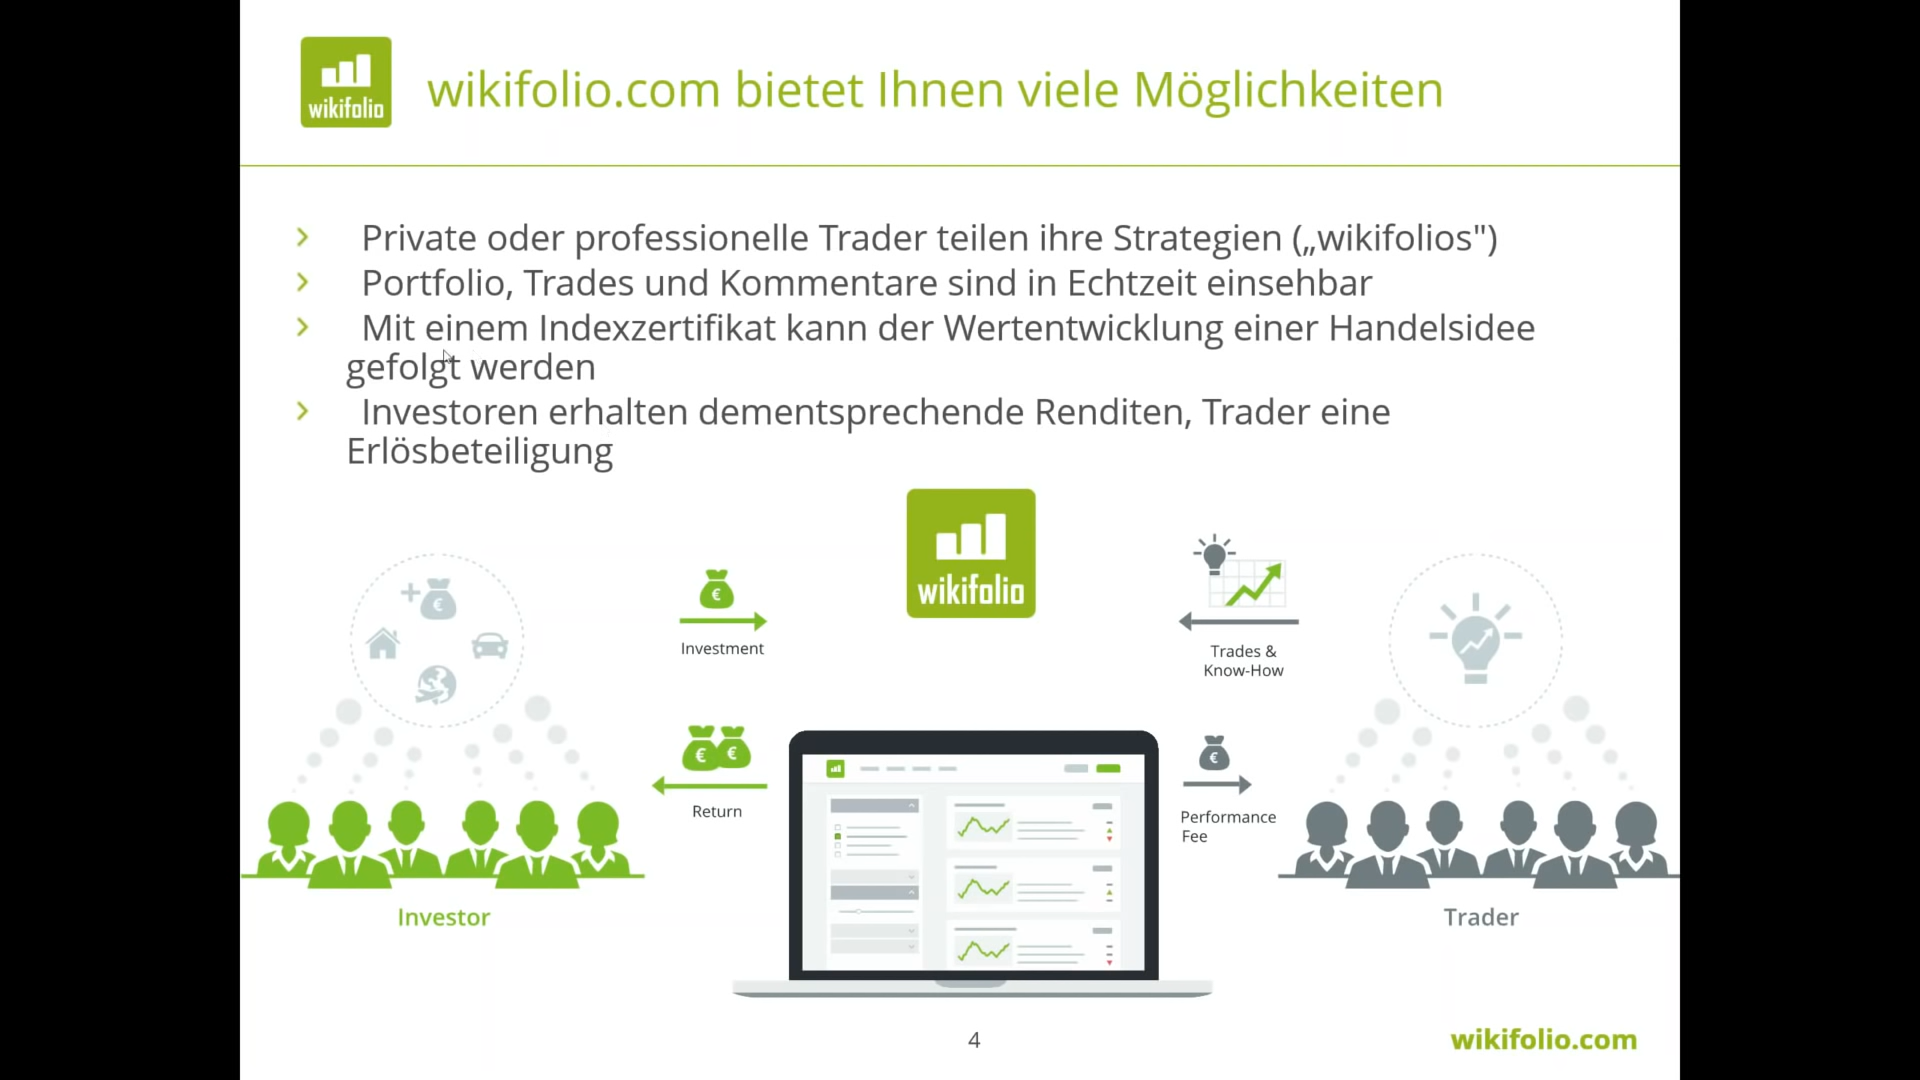 wikifolio
wikifolio.com bietet Ihnen viele Möglichkeiten
Private oder professionelle Trader teilen ihre Strategien („wikifolios")
Portfolio, Trades und Kommentare sind in Echtzeit einsehbar
Mit einem Indexzertifikat kann der Wertentwicklung einer Handelsidee
gefolgt werden
Investoren erhalten dementsprechende Renditen, Trader eine
Erlösbeteiligung
wikifolio
€
€
Investment
Trades &
Know-How
€ €
€
Return
Performance
Fee
Investor
Trader
4
wikifolio.com